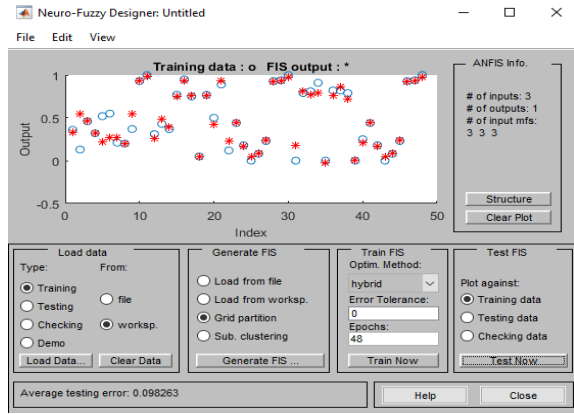 Neuro-Fuzzy Designer: Untitled
File Edit View
Training data : o FIS output : *
1
0.5
0
-0.5
Output
0 10 20 30 40 50
Index
ANFIS Info.
# of inputs: 3
# of outputs: 1
# of input mfs:
3 3 3
Structure
Clear Plot
Load data
Type: From:
Training
Testing
Checking
Demo
file
worksp.
Load Data... Clear Data
Generate FIS
Load from file
Load from worksp.
Grid partition
Sub. clustering
Generate FIS ...
Train FIS
Optim. Method:
hybrid
Error Tolerance:
0
Epochs:
48
Train Now
Test FIS
Plot against:
Training data
Testing data
Checking data
Test Now
Average testing error: 0.098263
Help Close